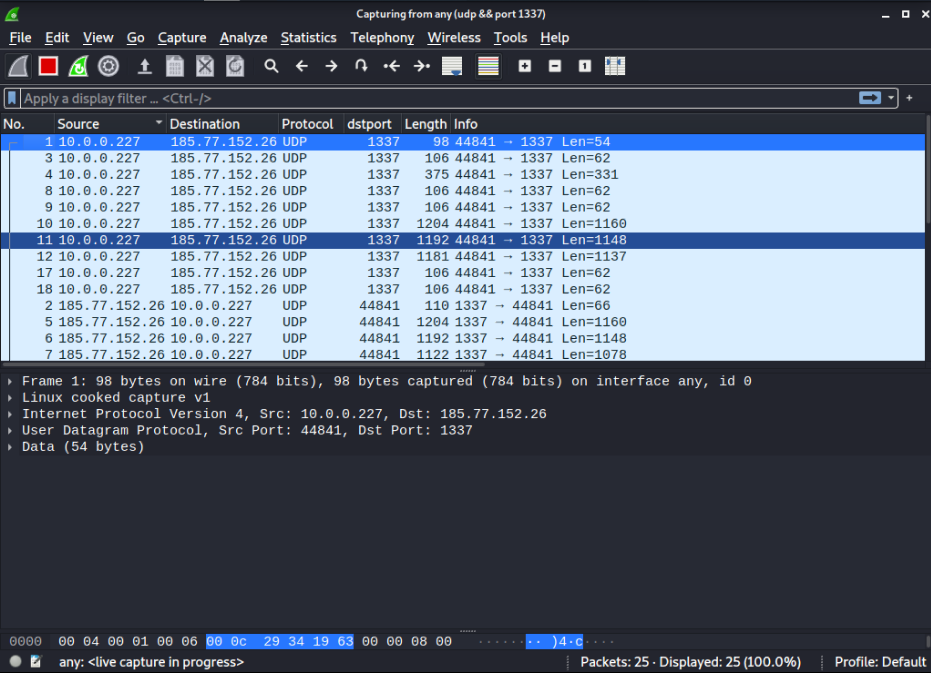 Capturing from any (udp && port 1337)
File Edit View Go Capture Analyze Statistics Telephony Wireless Tools Help
Apply a display filter ... <Ctrl-/>
No. Source Destination Protocol dstport Length Info
1 10.0.0.227 185.77.152.26 UDP 1337 98 44841 → 1337 Len=54
3 10.0.0.227 185.77.152.26 UDP 1337 106 44841 → 1337 Len=62
4 10.0.0.227 185.77.152.26 UDP 1337 375 44841 → 1337 Len=331
8 10.0.0.227 185.77.152.26 UDP 1337 106 44841 → 1337 Len=62
9 10.0.0.227 185.77.152.26 UDP 1337 106 44841 → 1337 Len=62
10 10.0.0.227 185.77.152.26 UDP 1337 1204 44841 → 1337 Len=1160
11 10.0.0.227 185.77.152.26 UDP 1337 1192 44841 → 1337 Len=1148
12 10.0.0.227 185.77.152.26 UDP 1337 1181 44841 → 1337 Len=1137
17 10.0.0.227 185.77.152.26 UDP 1337 106 44841 → 1337 Len=62
18 10.0.0.227 185.77.152.26 UDP 1337 106 44841 → 1337 Len=62
2 185.77.152.26 10.0.0.227 UDP 44841 110 1337 → 44841 Len=66
5 185.77.152.26 10.0.0.227 UDP 44841 1204 1337 → 44841 Len=1160
6 185.77.152.26 10.0.0.227 UDP 44841 1192 1337 → 44841 Len=1148
7 185.77.152.26 10.0.0.227 UDP 44841 1122 1337 → 44841 Len=1078
Frame 1: 98 bytes on wire (784 bits), 98 bytes captured (784 bits) on interface any, id 0
Linux cooked capture v1
Internet Protocol Version 4, Src: 10.0.0.227, Dst: 185.77.152.26
User Datagram Protocol, Src Port: 44841, Dst Port: 1337
Data (54 bytes)
0000 00 04 00 01 00 06 00 0c 29 34 19 63 00 00 08 00 ········ )4·c····
any: <live capture in progress> Packets: 25 · Displayed: 25 (100.0%) Profile: Default